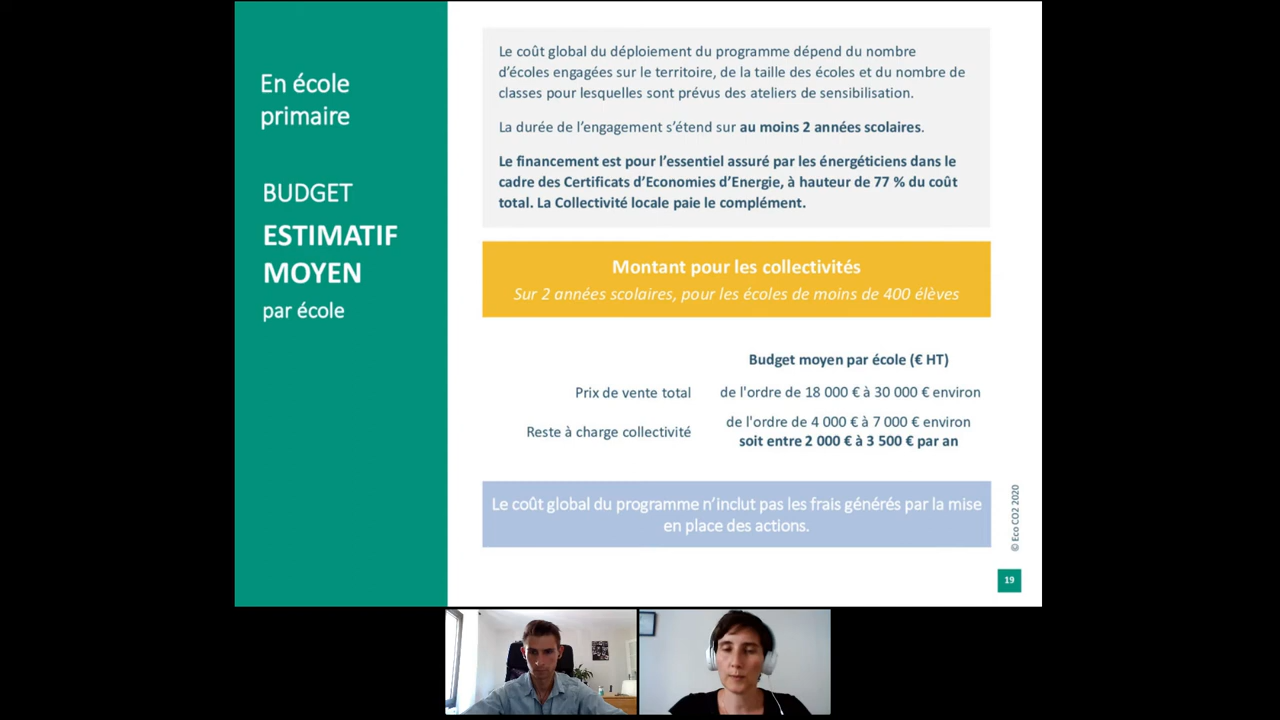 En école
primaire
BUDGET
ESTIMATIF
MOYEN
par école
Le coût global du déploiement du programme dépend du nombre
d’écoles engagées sur le territoire, de la taille des écoles et du nombre de
classes pour lesquelles sont prévus des ateliers de sensibilisation.
La durée de l’engagement s’étend sur au moins 2 années scolaires.
Le financement est pour l’essentiel assuré par les énergéticiens dans le
cadre des Certificats d’Economies d’Energie, à hauteur de 77 % du coût
total. La Collectivité locale paie le complément.
Montant pour les collectivités
Sur 2 années scolaires, pour les écoles de moins de 400 élèves
Budget moyen par école (€ HT)
Prix de vente total de l'ordre de 18 000 € à 30 000 € environ
Reste à charge collectivité de l'ordre de 4 000 € à 7 000 € environ
soit entre 2 000 € à 3 500 € par an
Le coût global du programme n’inclut pas les frais générés par la mise
en place des actions.
© Eco CO2 2020
19